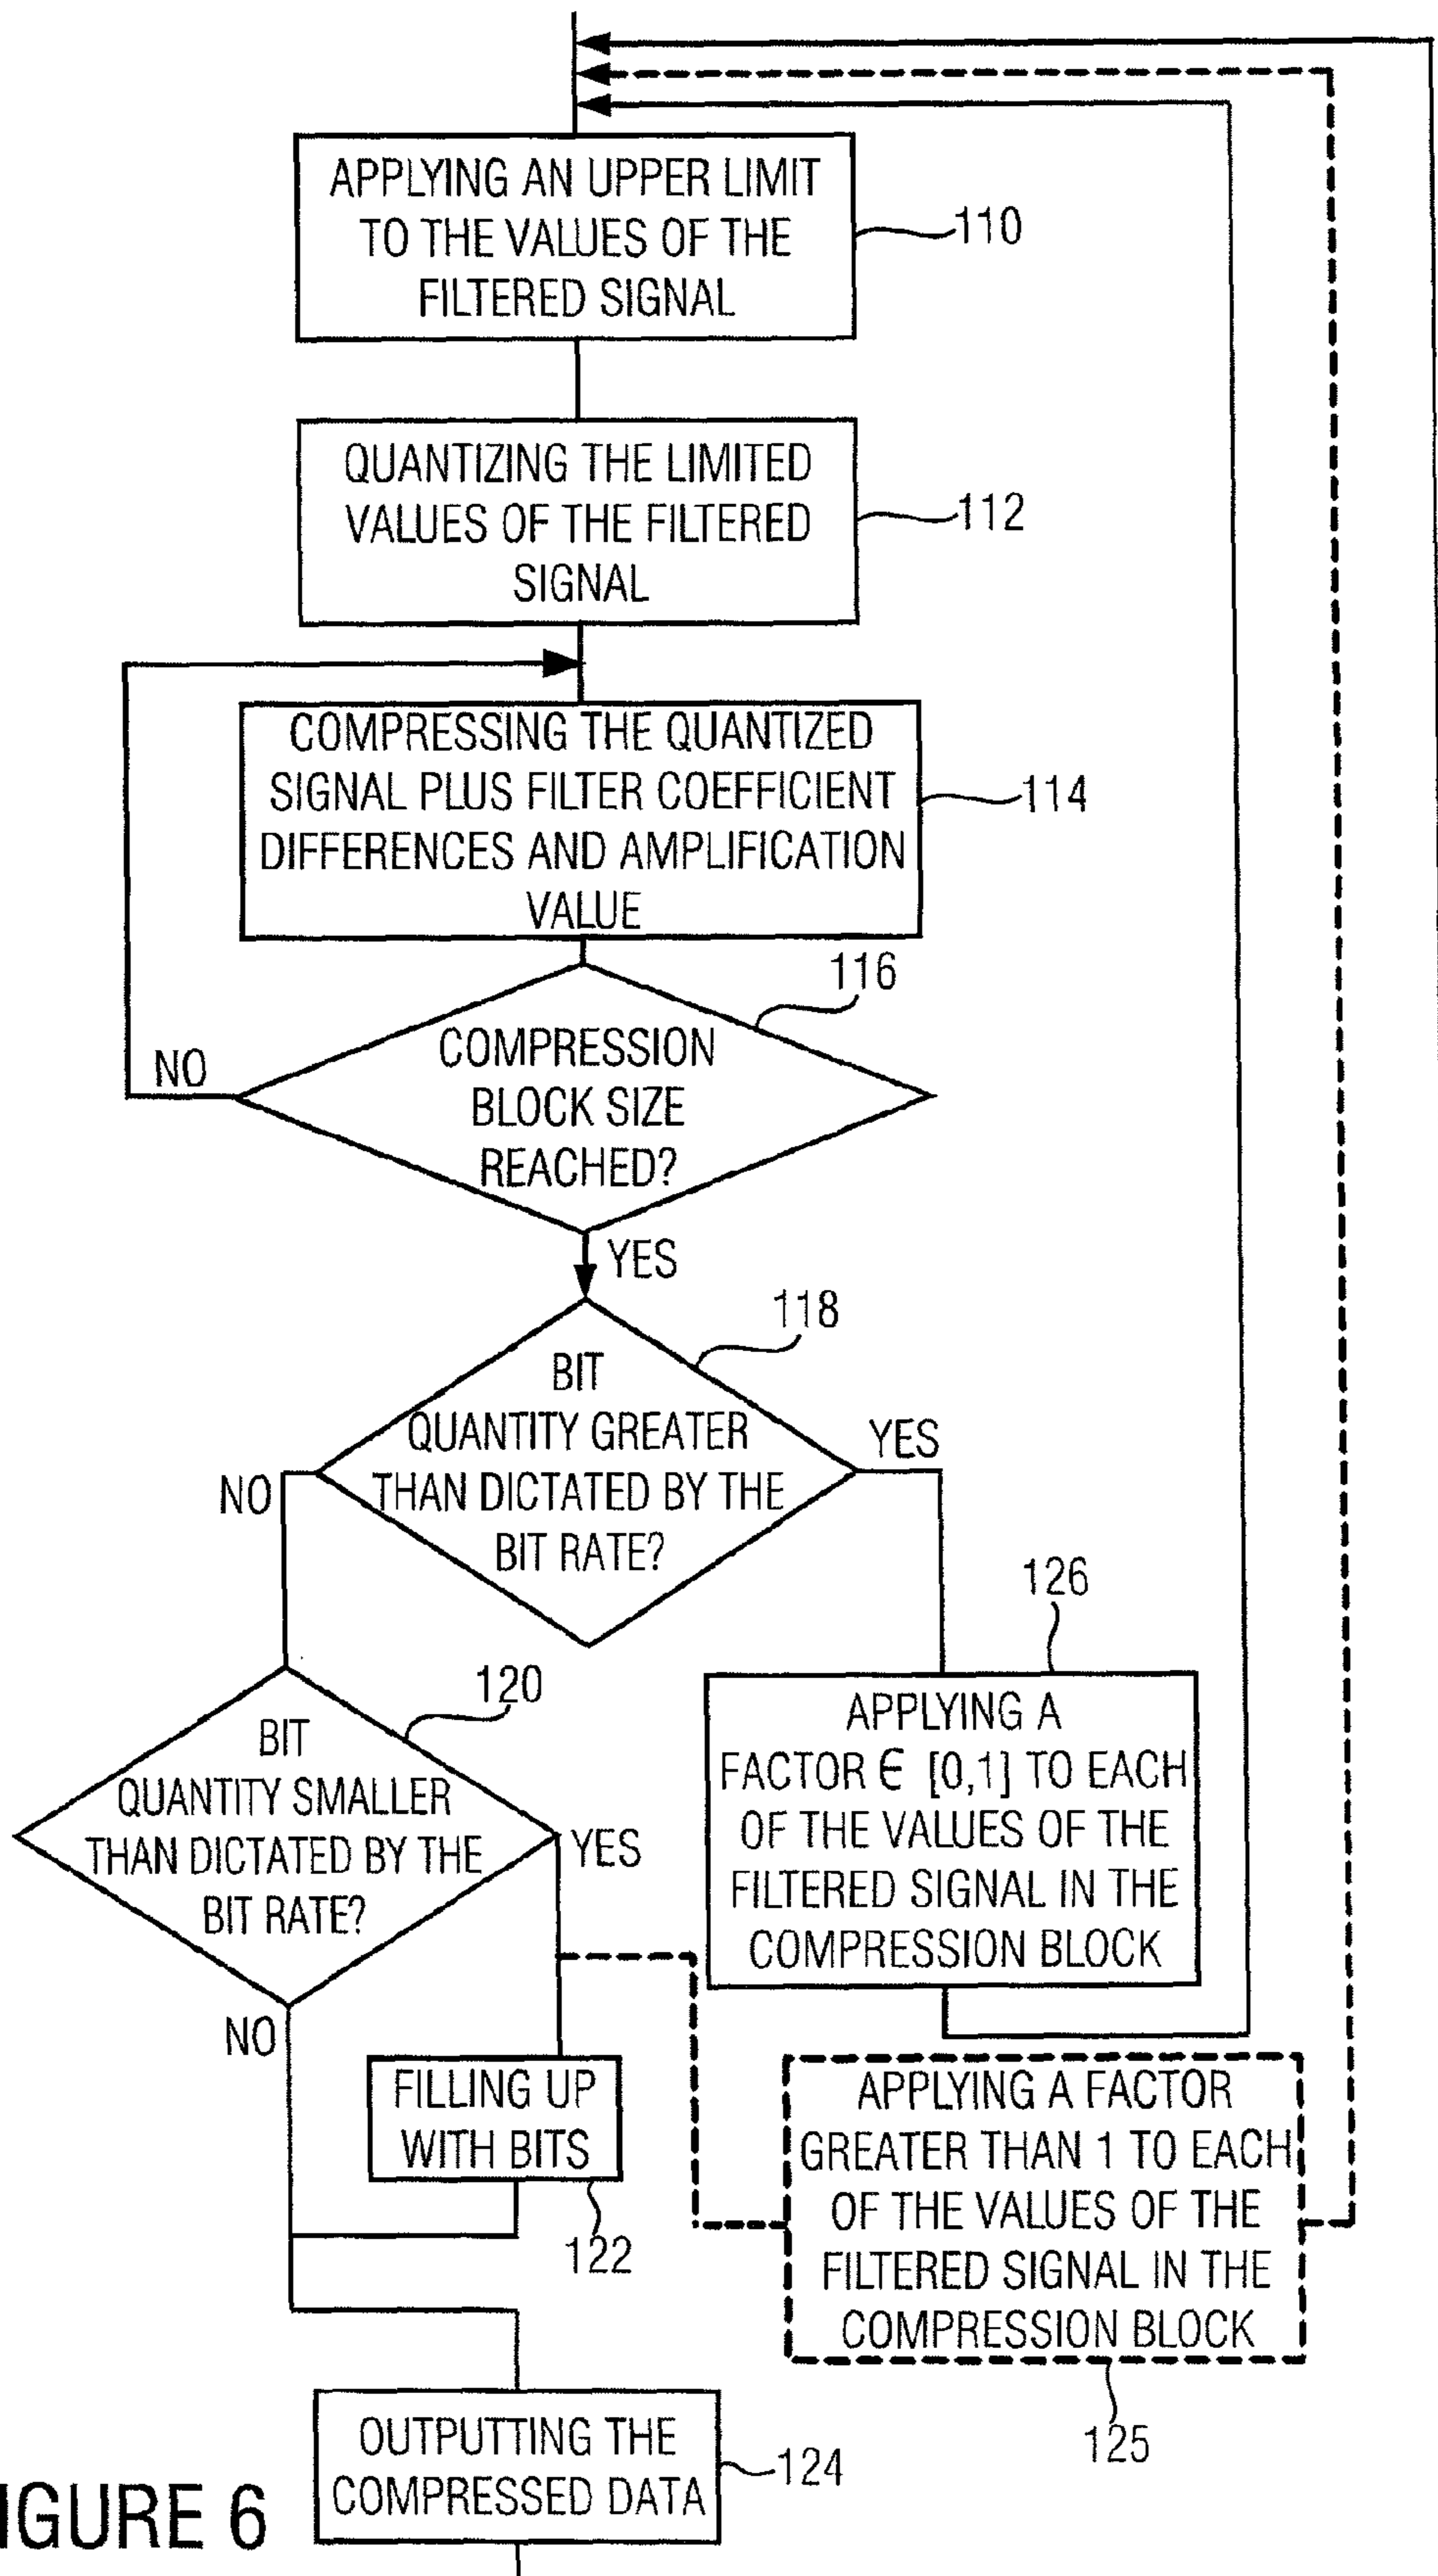 APPLYING AN UPPER LIMIT
TO THE VALUES OF THE
FILTERED SIGNAL
110
QUANTIZING THE LIMITED
VALUES OF THE FILTERED
SIGNAL
112
COMPRESSING THE QUANTIZED
SIGNAL PLUS FILTER COEFFICIENT
DIFFERENCES AND AMPLIFICATION
VALUE
114
116
COMPRESSION
BLOCK SIZE
REACHED?
NO
YES
118
BIT
QUANTITY GREATER
THAN DICTATED BY THE
BIT RATE?
NO
YES
120
BIT
QUANTITY SMALLER
THAN DICTATED BY THE
BIT RATE?
YES
NO
126
APPLYING A
FACTOR ∈ [0,1] TO EACH
OF THE VALUES OF THE
FILTERED SIGNAL IN THE
COMPRESSION BLOCK
FILLING UP
WITH BITS
122
APPLYING A FACTOR
GREATER THAN 1 TO EACH
OF THE VALUES OF THE
FILTERED SIGNAL IN THE
COMPRESSION BLOCK
125
OUTPUTTING THE
COMPRESSED DATA
124
IGURE 6